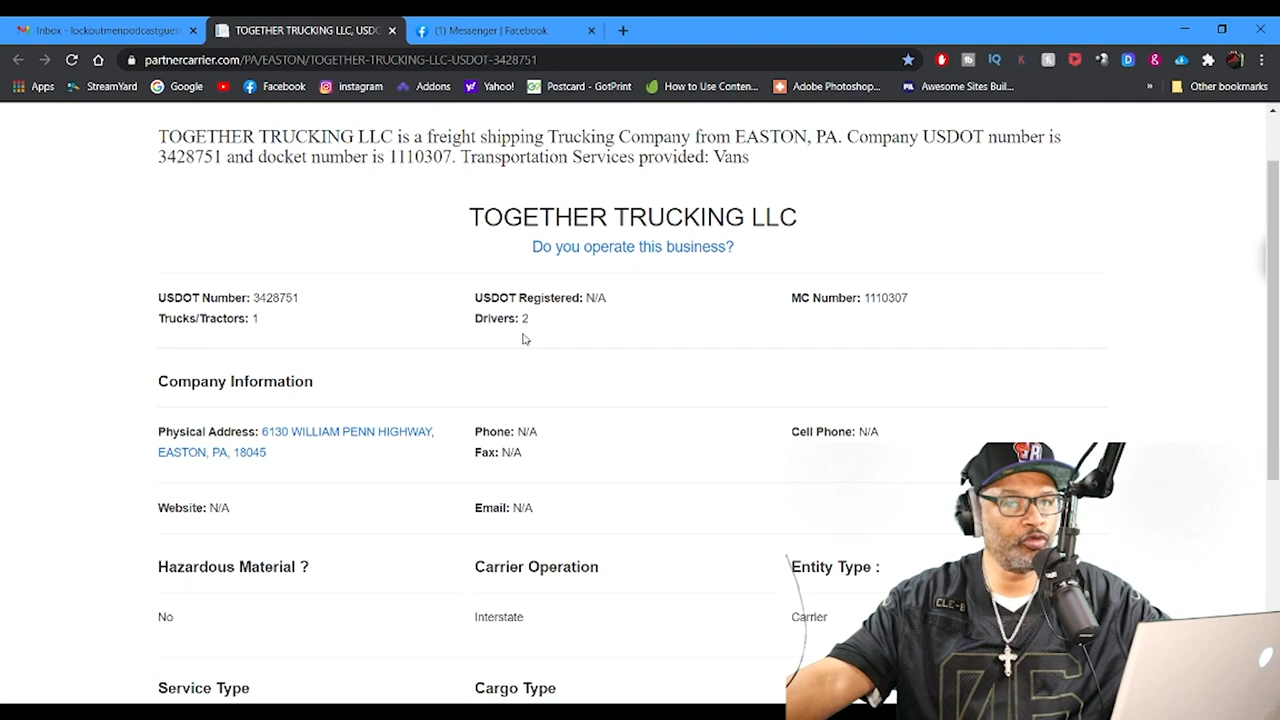 Inbox - lockoutmenpodcastgues
TOGETHER TRUCKING LLC, USDO
(1) Messenger | Facebook
partnercarrier.com/PA/EASTON/TOGETHER-TRUCKING-LLC-USDOT-3428751
Apps StreamYard Google Facebook instagram Addons Yahoo! Postcard - GotPrint How to Use Conten... Adobe Photoshop... Awesome Sites Buil... » Other bookmarks
TOGETHER TRUCKING LLC is a freight shipping Trucking Company from EASTON, PA. Company USDOT number is
3428751 and docket number is 1110307. Transportation Services provided: Vans
TOGETHER TRUCKING LLC
Do you operate this business?
USDOT Number: 3428751 USDOT Registered: N/A MC Number: 1110307
Trucks/Tractors: 1 Drivers: 2
Company Information
Physical Address: 6130 WILLIAM PENN HIGHWAY, Phone: N/A Cell Phone: N/A
EASTON, PA, 18045 Fax: N/A
Website: N/A Email: N/A
Hazardous Material ? Carrier Operation Entity Type :
No Interstate Carrier
Service Type Cargo Type